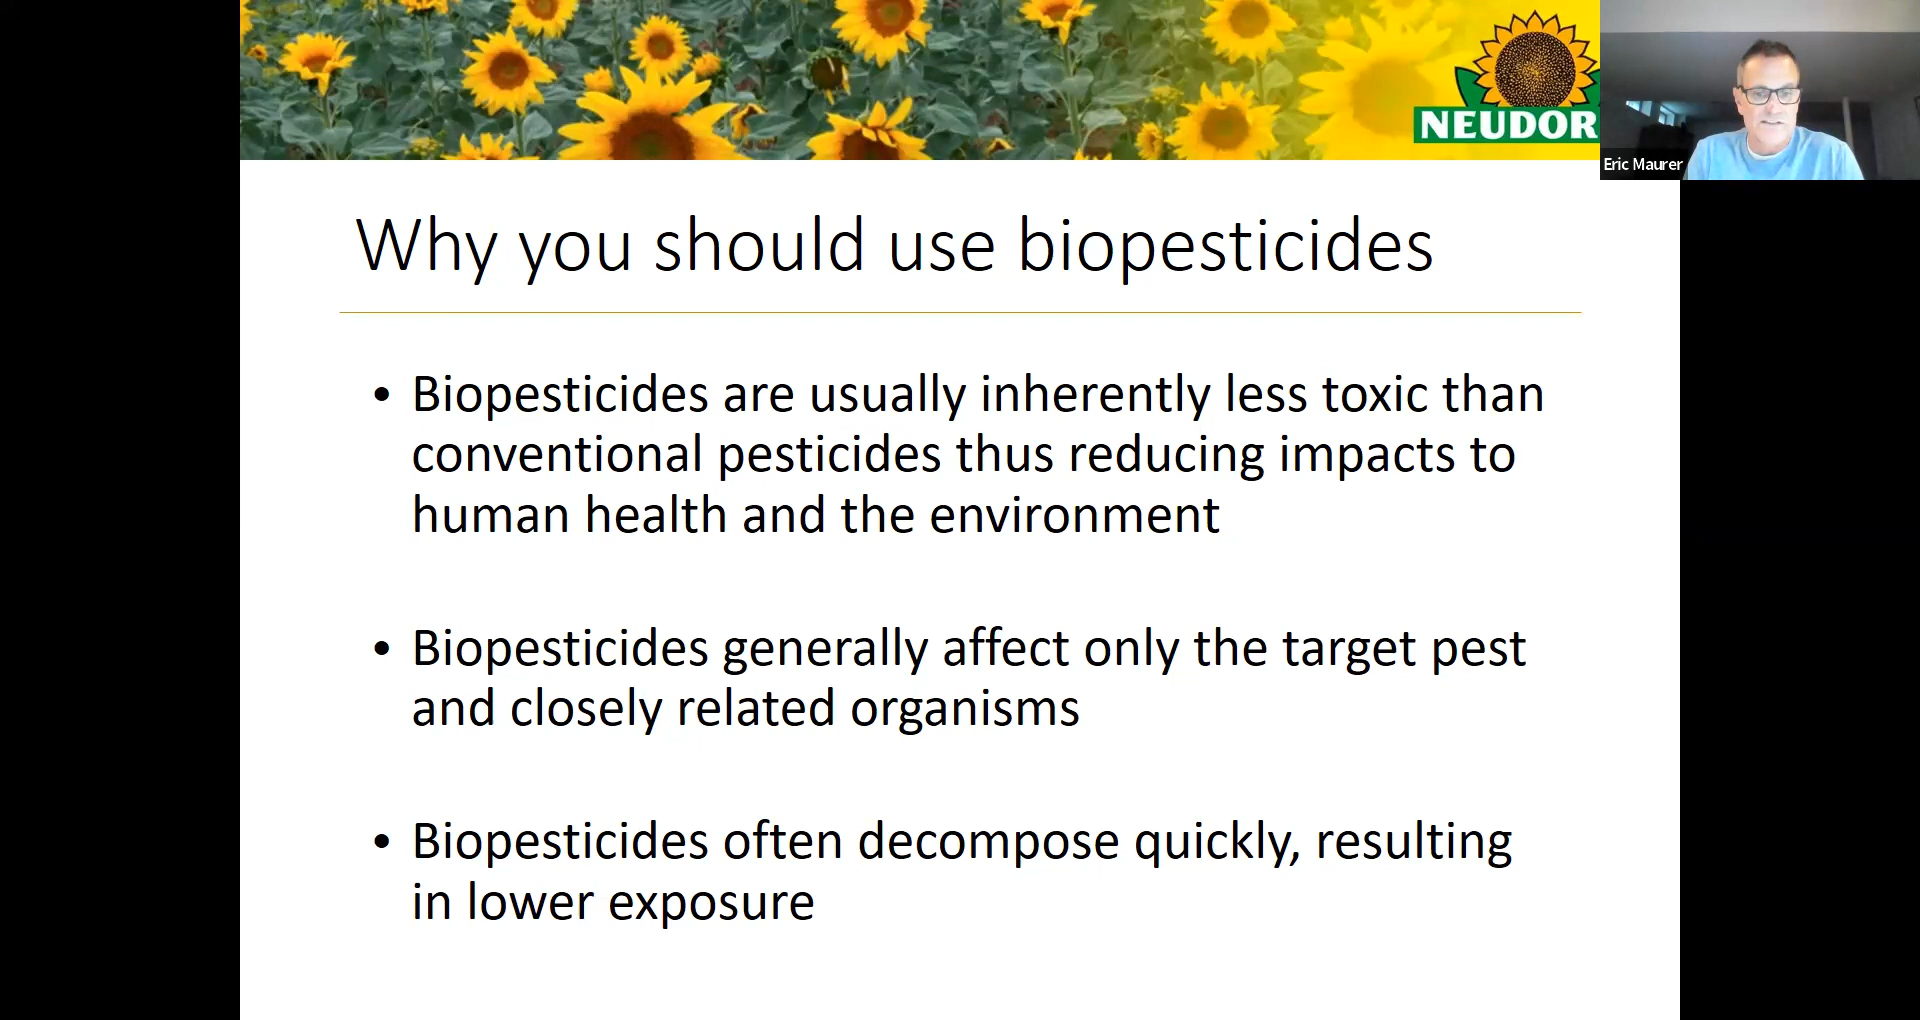 NEUDOR
Eric Maurer
Why you should use biopesticides
• Biopesticides are usually inherently less toxic than
conventional pesticides thus reducing impacts to
human health and the environment
• Biopesticides generally affect only the target pest
and closely related organisms
• Biopesticides often decompose quickly, resulting
in lower exposure